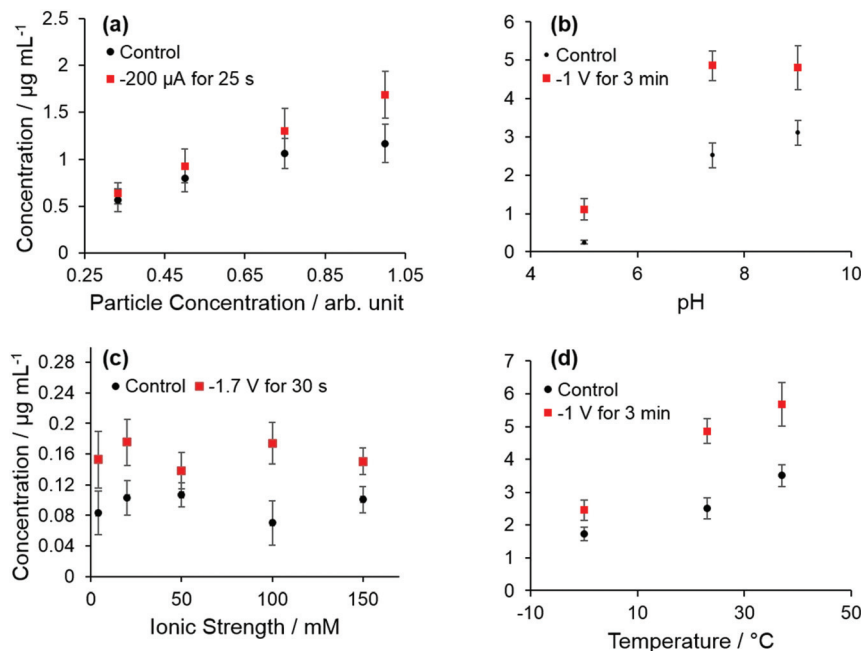 (a)
Control
-200 µA for 25 s
Concentration / µg mL⁻¹
2.5
2
1.5
1
0.5
0
0.25 0.45 0.65 0.85 1.05
Particle Concentration / arb. unit
(b)
Control
-1 V for 3 min
6
5
4
3
2
1
0
4 6 8 10
pH
(c)
Control -1.7 V for 30 s
Concentration / µg mL⁻¹
0.28
0.24
0.2
0.16
0.12
0.08
0.04
0
0 50 100 150
Ionic Strength / mM
(d)
Control
-1 V for 3 min
7
6
5
4
3
2
1
0
-10 10 30 50
Temperature / °C